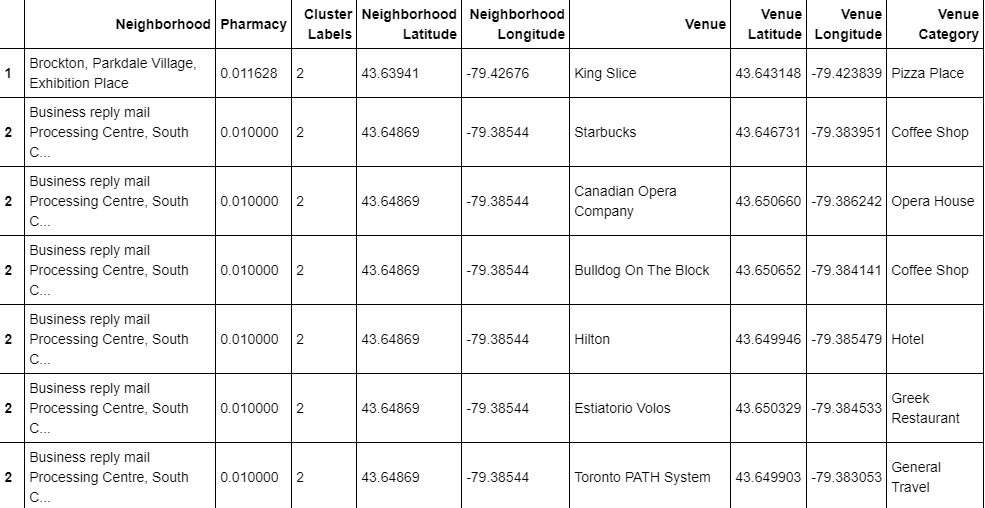 Neighborhood Pharmacy Cluster Labels Neighborhood Latitude Neighborhood Longitude Venue Venue Latitude Venue Longitude Venue Category
1 Brockton, Parkdale Village, Exhibition Place 0.011628 2 43.63941 -79.42676 King Slice 43.643148 -79.423839 Pizza Place
2 Business reply mail Processing Centre, South C... 0.010000 2 43.64869 -79.38544 Starbucks 43.646731 -79.383951 Coffee Shop
2 Business reply mail Processing Centre, South C... 0.010000 2 43.64869 -79.38544 Canadian Opera Company 43.650660 -79.386242 Opera House
2 Business reply mail Processing Centre, South C... 0.010000 2 43.64869 -79.38544 Bulldog On The Block 43.650652 -79.384141 Coffee Shop
2 Business reply mail Processing Centre, South C... 0.010000 2 43.64869 -79.38544 Hilton 43.649946 -79.385479 Hotel
2 Business reply mail Processing Centre, South C... 0.010000 2 43.64869 -79.38544 Estiatorio Volos 43.650329 -79.384533 Greek Restaurant
2 Business reply mail Processing Centre, South C... 0.010000 2 43.64869 -79.38544 Toronto PATH System 43.649903 -79.383053 General Travel